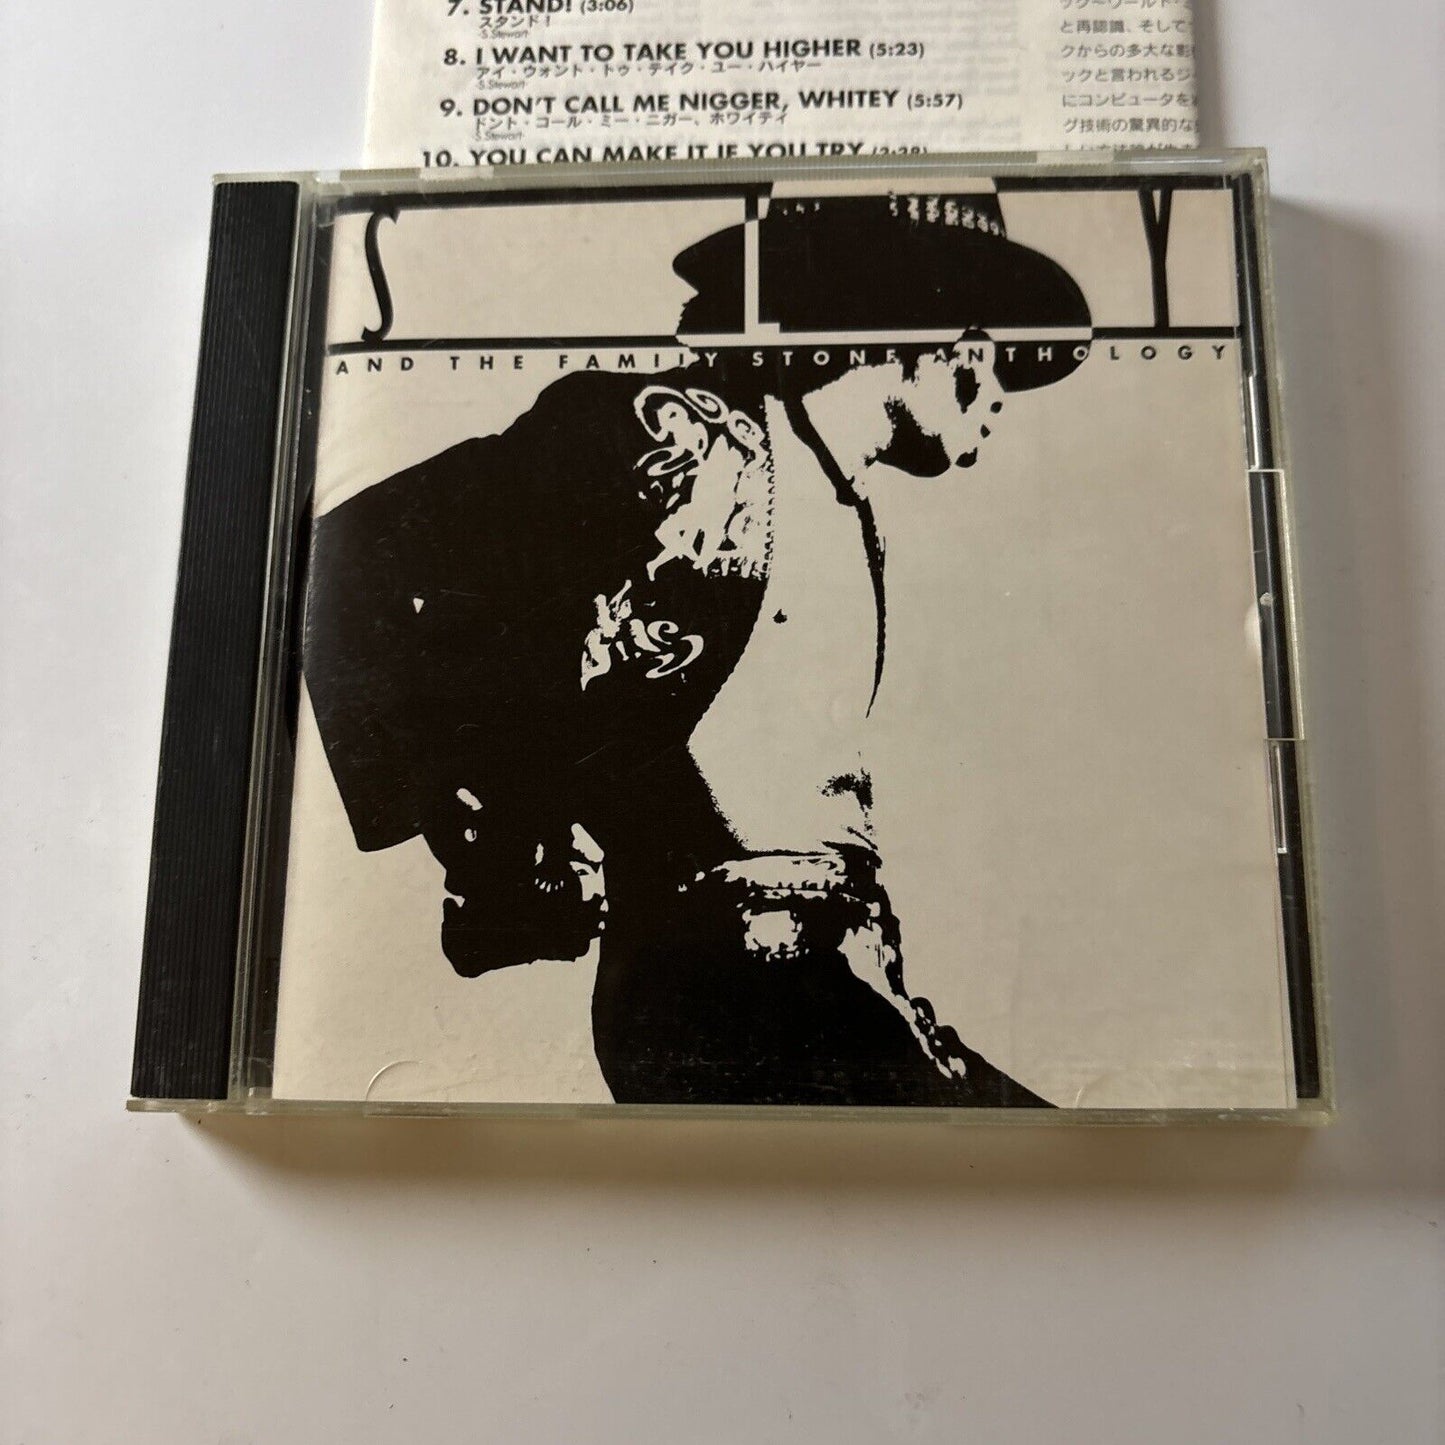 7. STAND! (3:06)
スタンド!
-S.Stewart-
8. I WANT TO TAKE YOU HIGHER (5:23)
アイ・ウォント・トゥ・テイク・ユー・ハイヤー
-S.Stewart-
9. DON'T CALL ME NIGGER, WHITEY (5:57)
ドント・コール・ミー・ニガー、ホワイティ
-S.Stewart-
10. YOU CAN MAKE IT IF YOU TRY
と再認識、そして
クからの多大な影
ックと言われるジ
にコンピュータを
グ技術の驚異的な
SLY
AND THE FAMILY STONE ANTHOLOGY